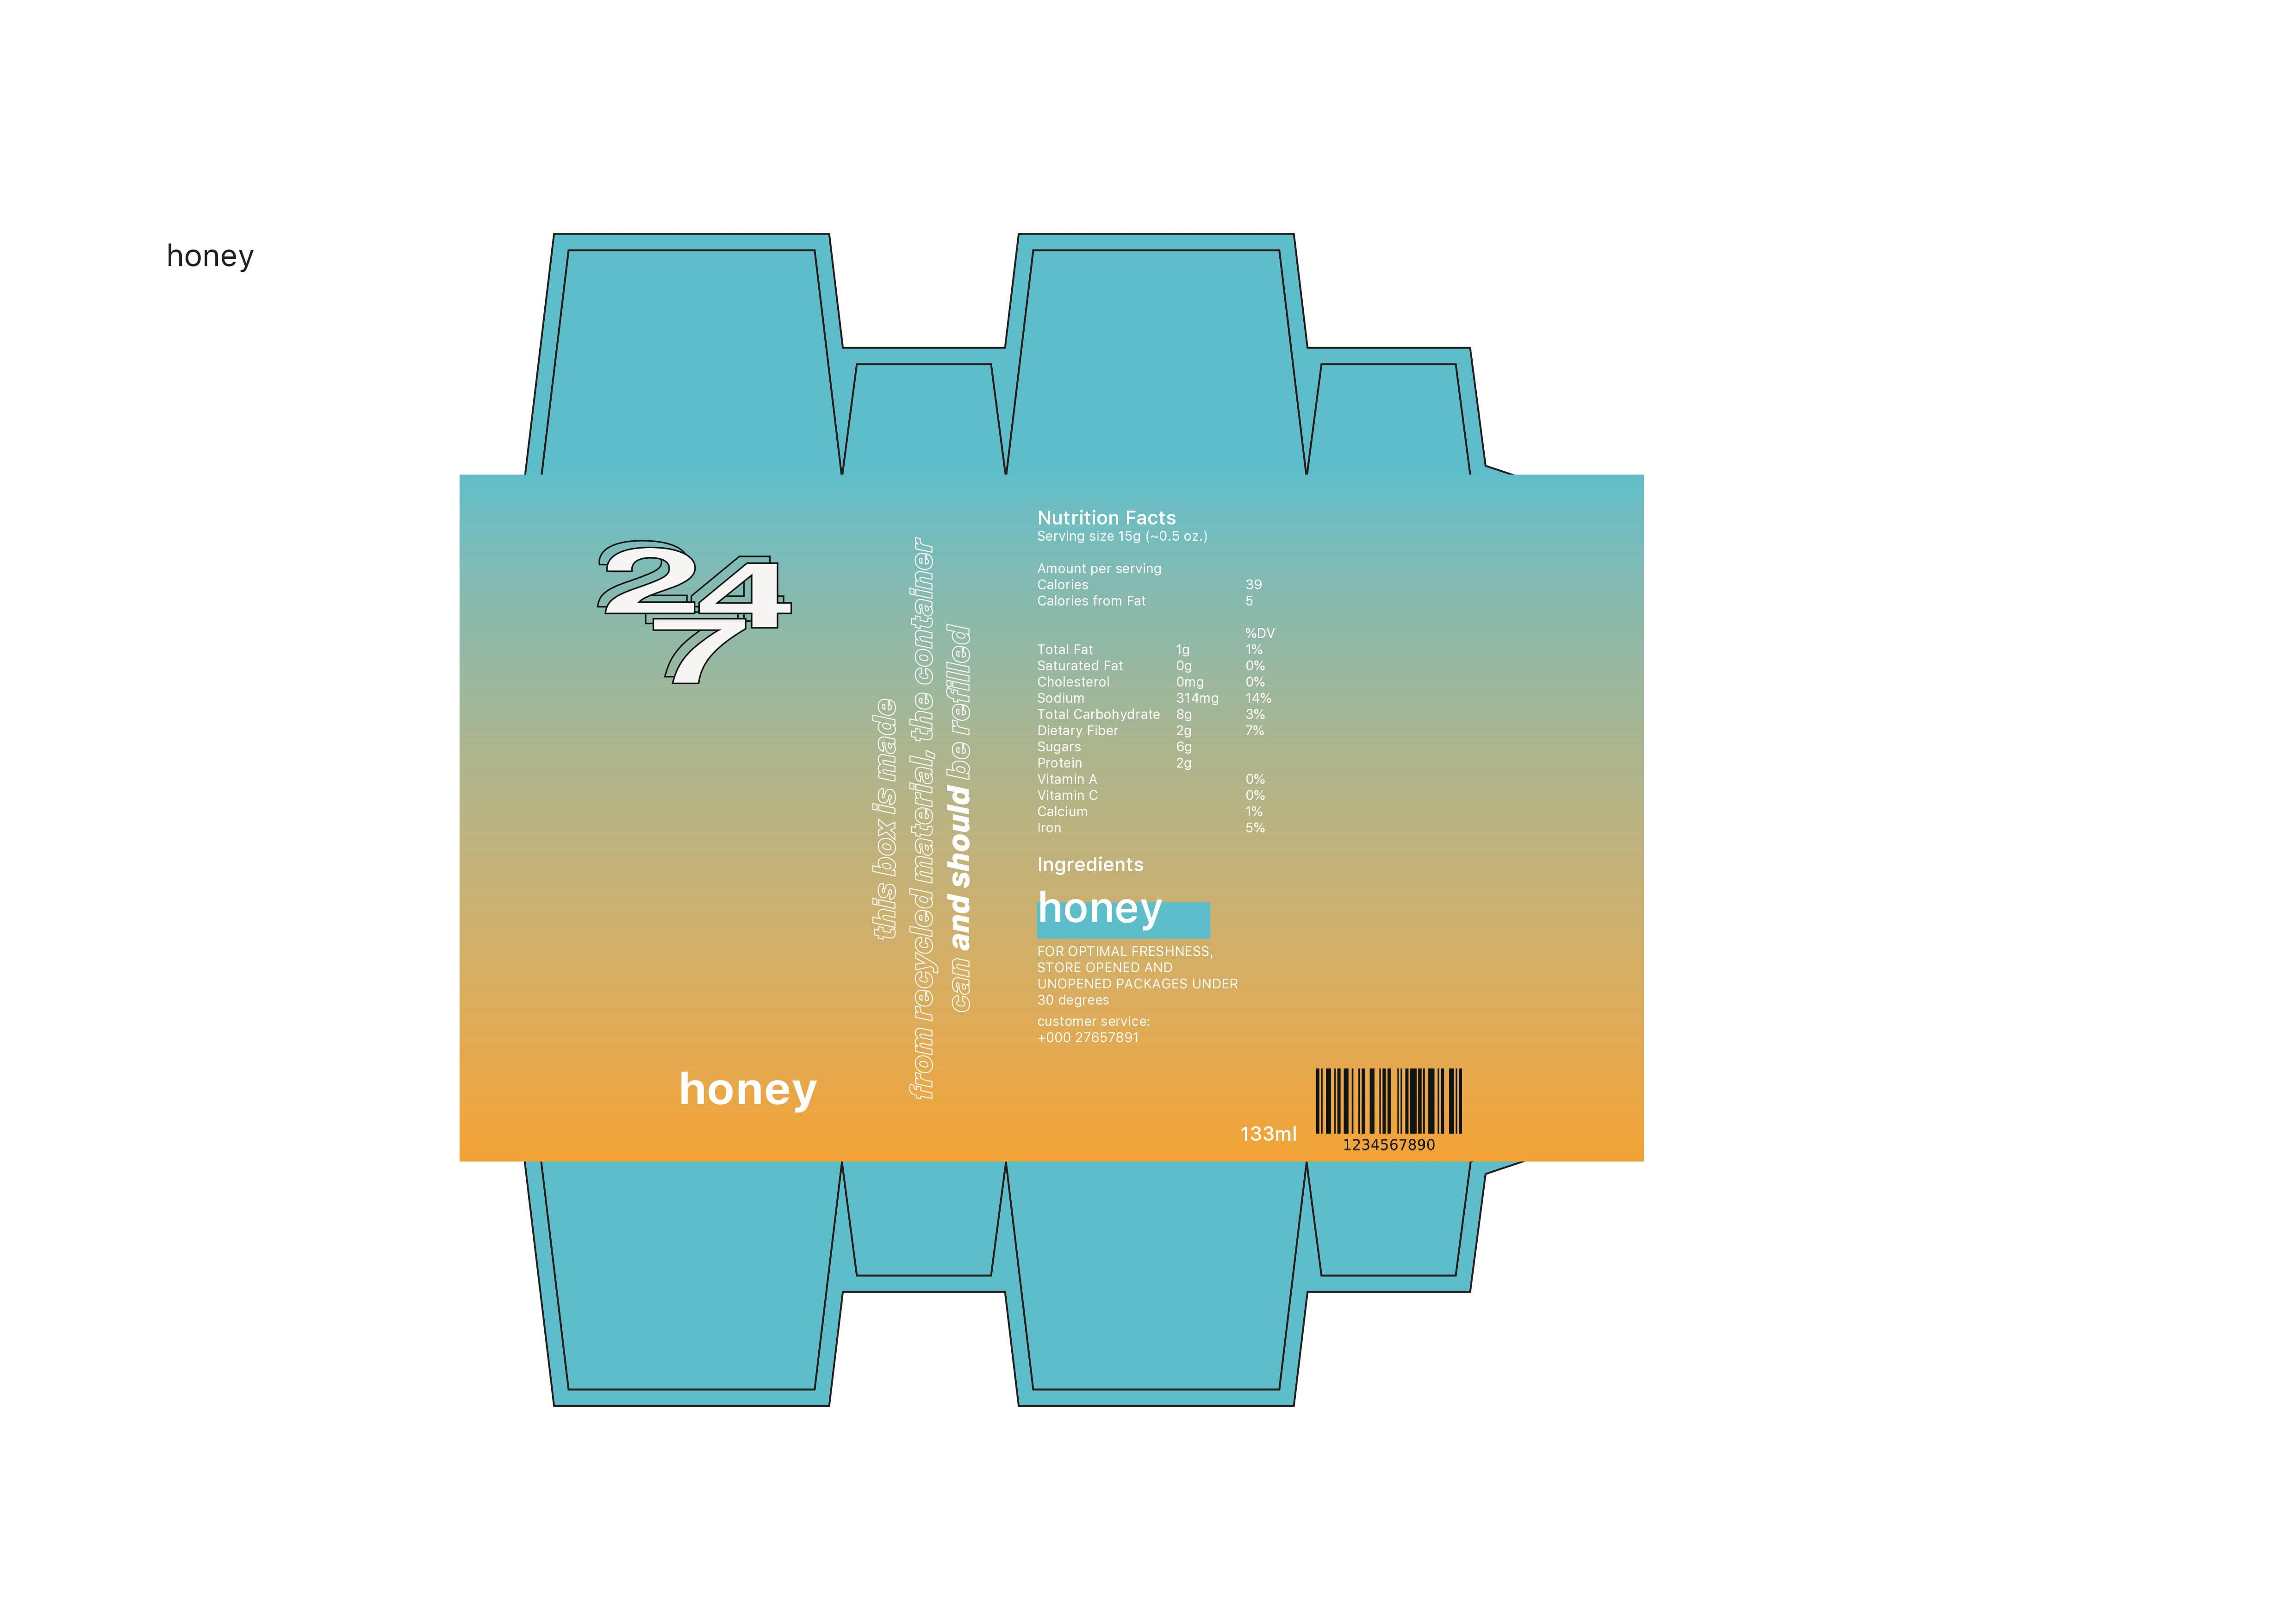 honey
24
7
honey
this box is made
from recycled material, the container
can and should be refilled
Nutrition Facts
Serving size 15g (~0.5 oz.)
Amount per serving
Calories 39
Calories from Fat 5
%DV
Total Fat 1g 1%
Saturated Fat 0g 0%
Cholesterol 0mg 0%
Sodium 314mg 14%
Total Carbohydrate 8g 3%
Dietary Fiber 2g 7%
Sugars 6g
Protein 2g
Vitamin A 0%
Vitamin C 0%
Calcium 1%
Iron 5%
Ingredients
honey
FOR OPTIMAL FRESHNESS,
STORE OPENED AND
UNOPENED PACKAGES UNDER
30 degrees
customer service:
+000 27657891
133ml
1234567890